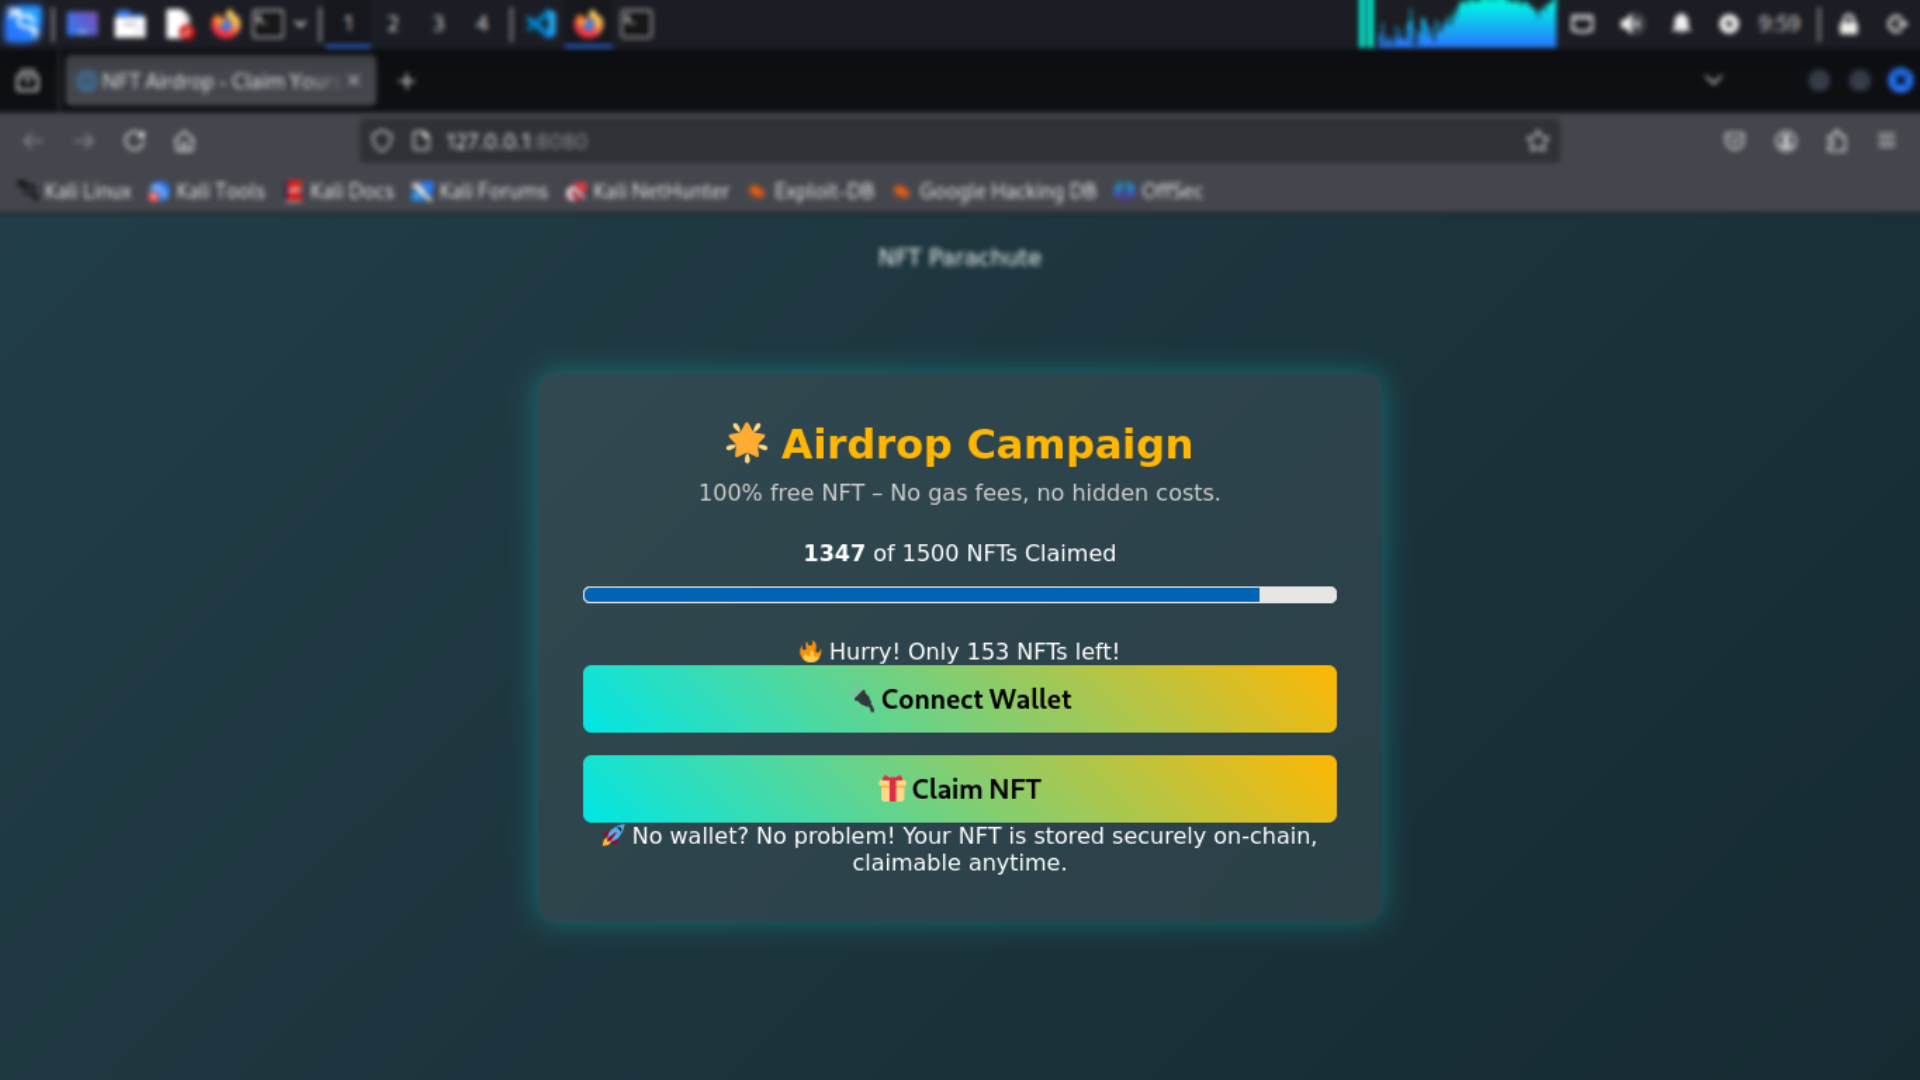 1 2 3 4 9:59
NFT Airdrop - Claim Your
127.0.0.1:8080
Kali Linux Kali Tools Kali Docs Kali Forums Kali NetHunter Exploit-DB Google Hacking DB OffSec
NFT Parachute
🌟 Airdrop Campaign
100% free NFT – No gas fees, no hidden costs.
1347 of 1500 NFTs Claimed
🔥 Hurry! Only 153 NFTs left!
🔌 Connect Wallet
🎁 Claim NFT
🚀 No wallet? No problem! Your NFT is stored securely on-chain,
claimable anytime.